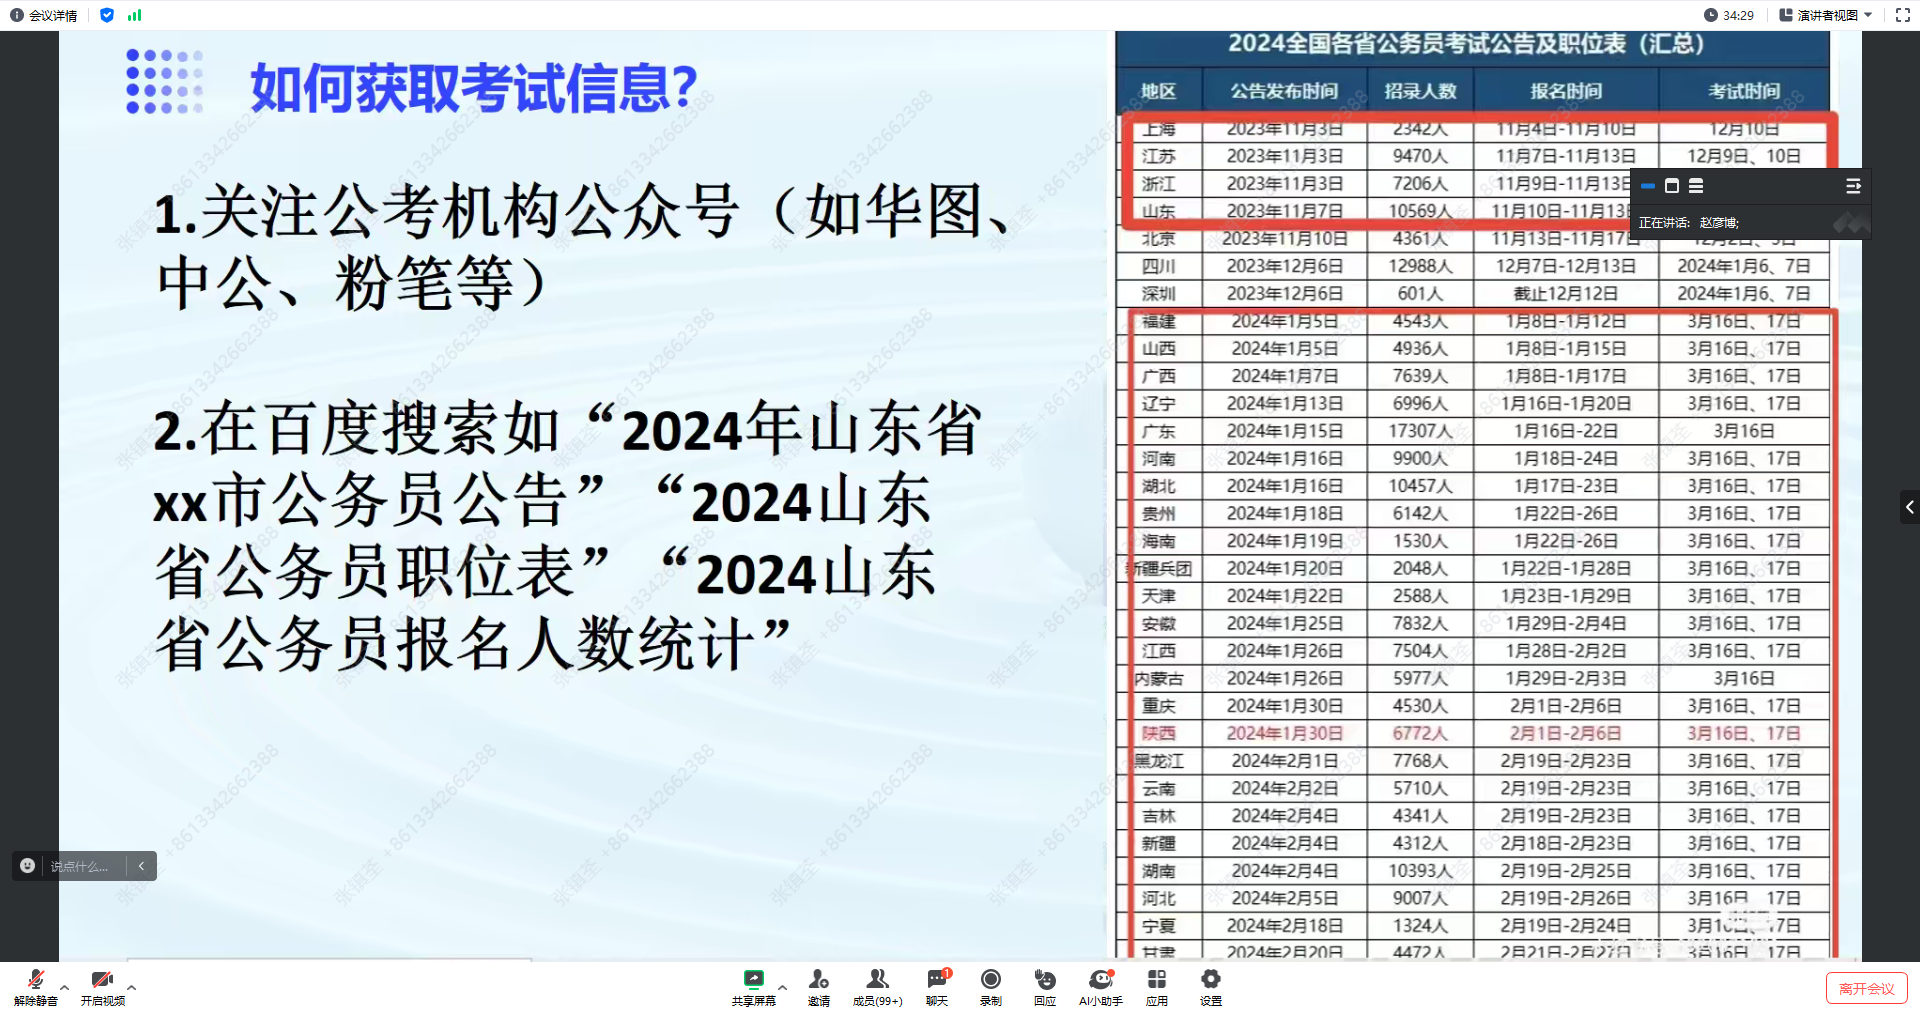 会议详情
34:29
演讲者视图
如何获取考试信息?
1.关注公考机构公众号（如华图、
中公、粉笔等）
2.在百度搜索如“2024年山东省
xx市公务员公告”“2024山东
省公务员职位表”“2024山东
省公务员报名人数统计”
2024全国各省公务员考试公告及职位表（汇总）
地区 公告发布时间 招录人数 报名时间 考试时间
上海 2023年11月3日 2342人 11月4日-11月10日 12月10日
江苏 2023年11月3日 9470人 11月7日-11月13日 12月9日、10日
浙江 2023年11月3日 7206人 11月9日-11月13日
山东 2023年11月7日 10569人 11月10日-11月13日
北京 2023年11月10日 4361人 11月13日-11月17日
四川 2023年12月6日 12988人 12月7日-12月13日 2024年1月6、7日
深圳 2023年12月6日 601人 截止12月12日 2024年1月6、7日
福建 2024年1月5日 4543人 1月8日-1月12日 3月16日、17日
山西 2024年1月5日 4936人 1月8日-1月15日 3月16日、17日
广西 2024年1月7日 7639人 1月8日-1月17日 3月16日、17日
辽宁 2024年1月13日 6996人 1月16日-1月20日 3月16日、17日
广东 2024年1月15日 17307人 1月16日-22日 3月16日
河南 2024年1月16日 9900人 1月18日-24日 3月16日、17日
湖北 2024年1月16日 10457人 1月17日-23日 3月16日、17日
贵州 2024年1月18日 6142人 1月22日-26日 3月16日、17日
海南 2024年1月19日 1530人 1月22日-26日 3月16日、17日
新疆兵团 2024年1月20日 2048人 1月22日-1月28日 3月16日、17日
天津 2024年1月22日 2588人 1月23日-1月29日 3月16日、17日
安徽 2024年1月25日 7832人 1月29日-2月4日 3月16日、17日
江西 2024年1月26日 7504人 1月28日-2月2日 3月16日、17日
内蒙古 2024年1月26日 5977人 1月29日-2月3日 3月16日
重庆 2024年1月30日 4530人 2月1日-2月6日 3月16日、17日
陕西 2024年1月30日 6772人 2月1日-2月6日 3月16日、17日
黑龙江 2024年2月1日 7768人 2月19日-2月23日 3月16日、17日
云南 2024年2月2日 5710人 2月19日-2月23日 3月16日、17日
吉林 2024年2月4日 4341人 2月19日-2月23日 3月16日、17日
新疆 2024年2月4日 4312人 2月18日-2月23日 3月16日、17日
湖南 2024年2月4日 10393人 2月19日-2月25日 3月16日、17日
河北 2024年2月5日 9007人 2月19日-2月26日 3月16日、17日
宁夏 2024年2月18日 1324人 2月19日-2月24日 3月16日、17日
甘肃 2024年2月20日 4472人 2月21日-2月27日 3月16日、17日
正在讲话: 赵彦博;
张镇荃 +8613342662388
说点什么...
解除静音
开启视频
共享屏幕
邀请
成员(99+)
1
聊天
录制
回应
AI小助手
应用
设置
离开会议